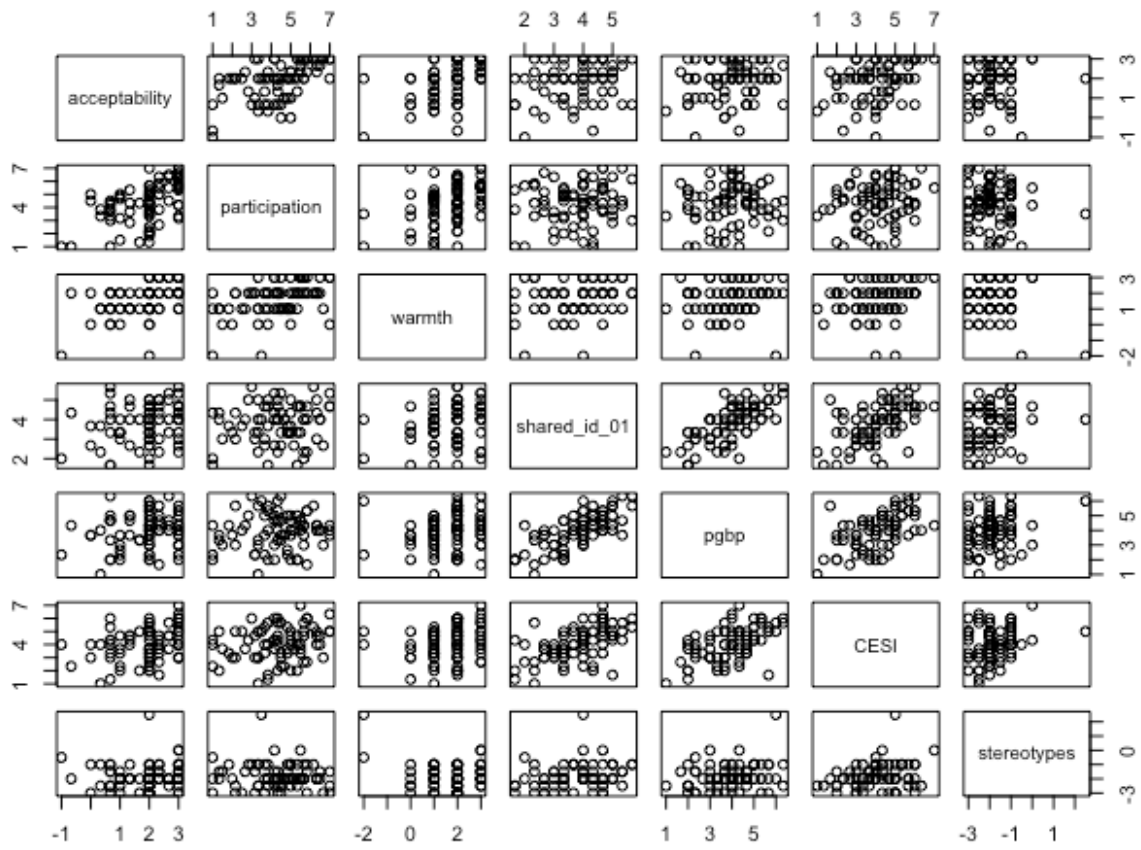 1 3 5 7
2 3 4 5
1 3 5 7
acceptability
-1 1 3
1 4 7
participation
warmth
-2 1 3
2 4
shared_id_01
pgbp
1 3 5
1 4 7
CESI
stereotypes
-3 0
-1 1 2 3
-2 0 2
1 3 5
-3 -1 1